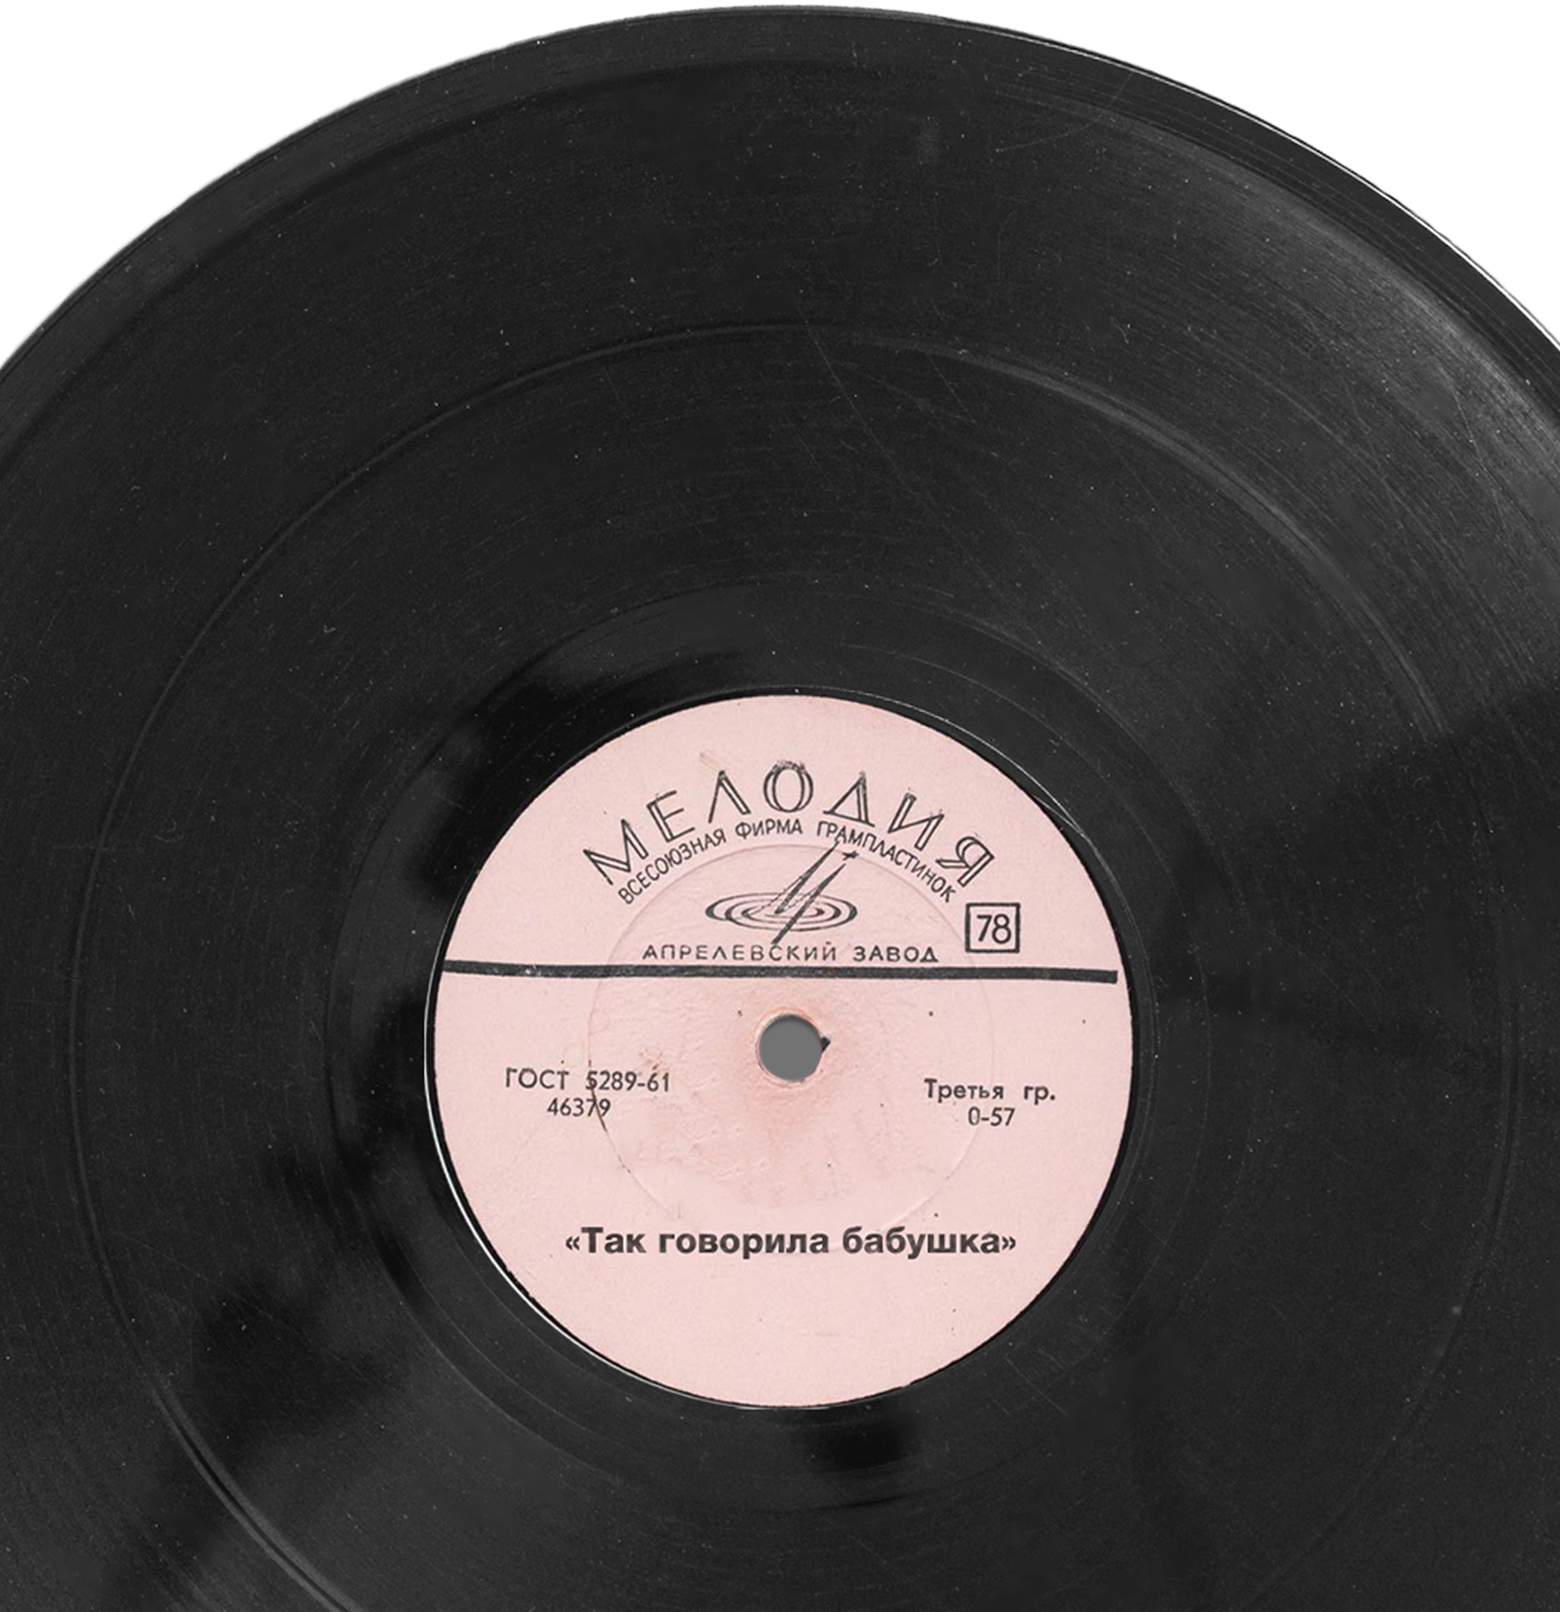 МЕЛОДИЯ
ВСЕСОЮЗНАЯ ФИРМА ГРАМПЛАСТИНОК
78
АПРЕЛЕВСКИЙ ЗАВОД
ГОСТ 5289-61
46379
Третья гр.
0-57
«Так говорила бабушка»